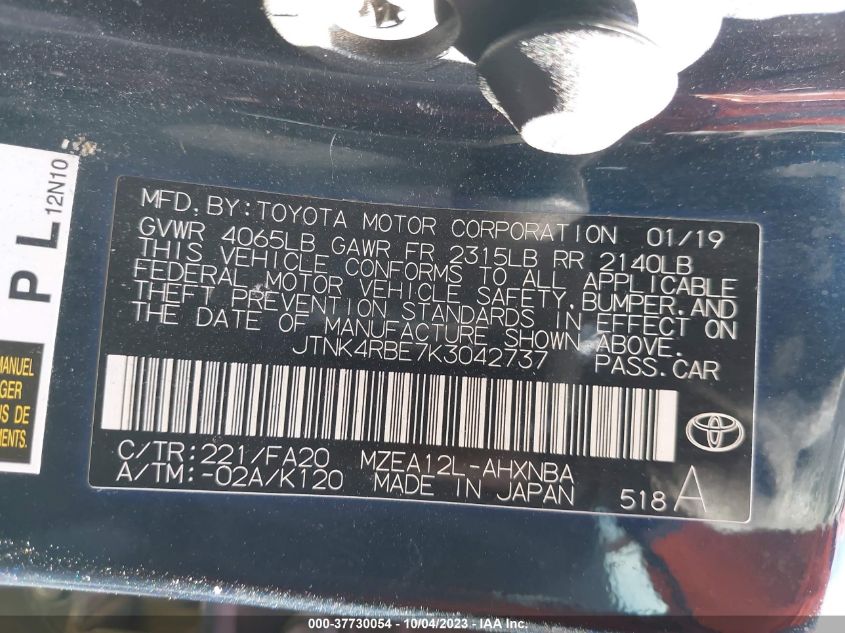 MFD. BY:TOYOTA MOTOR CORPORATION 01/19
GVWR 4065LB GAWR FR 2315LB RR 2140LB
THIS VEHICLE CONFORMS TO ALL APPLICABLE
FEDERAL MOTOR VEHICLE SAFETY,BUMPER,AND
THEFT PREVENTION STANDARDS IN EFFECT ON
THE DATE OF MANUFACTURE SHOWN ABOVE.
JTNK4RBE7K3042737 PASS.CAR
C/TR:221/FA20 MZEA12L-AHXNBA
A/TM:-02A/K120 MADE IN JAPAN 518 A
P L 12N10
MANUEL
GER
US DE
MENTS.
000-37730054 - 10/04/2023 - © IAA Inc.